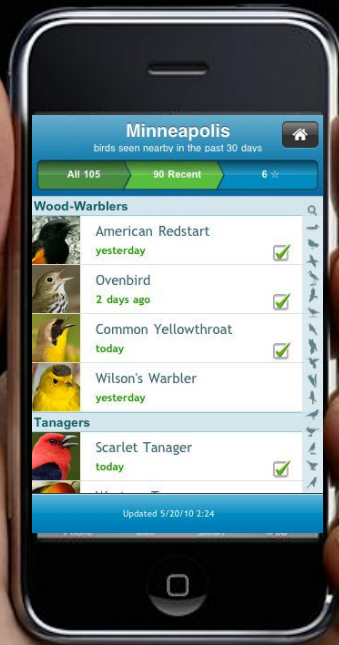 Minneapolis
birds seen nearby in the past 30 days
All 105
90 Recent
6 ☆
Wood-Warblers
American Redstart
yesterday
Ovenbird
2 days ago
Common Yellowthroat
today
Wilson's Warbler
yesterday
Tanagers
Scarlet Tanager
today
Updated 5/20/10 2:24